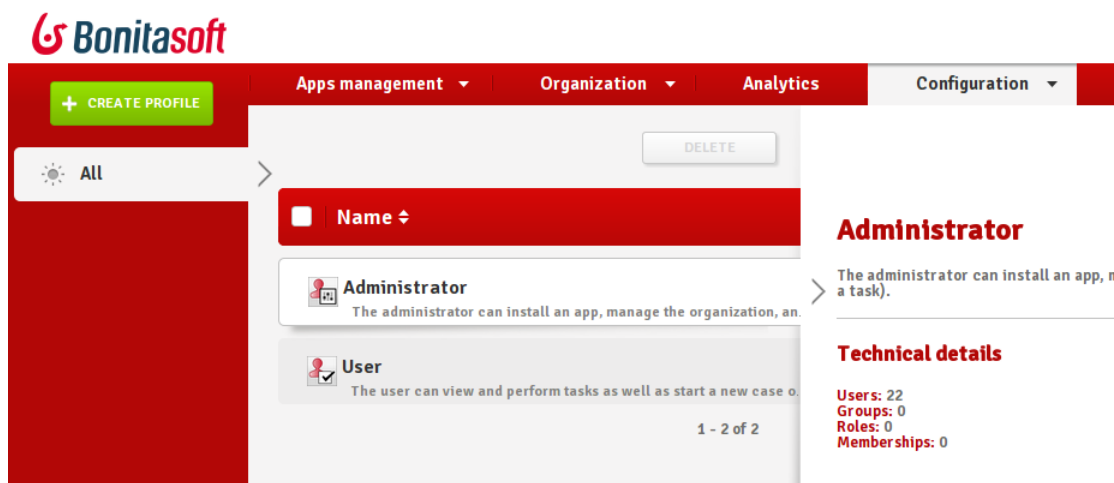 Bonitasoft
Apps management
Organization
Analytics
Configuration
CREATE PROFILE
All
DELETE
Name
Administrator
The administrator can install an app, manage the organization, an.
User
The user can view and perform tasks as well as start a new case o.
1 - 2 of 2
Administrator
The administrator can install an app,
a task).
Technical details
Users: 22
Groups: 0
Roles: 0
Memberships: 0